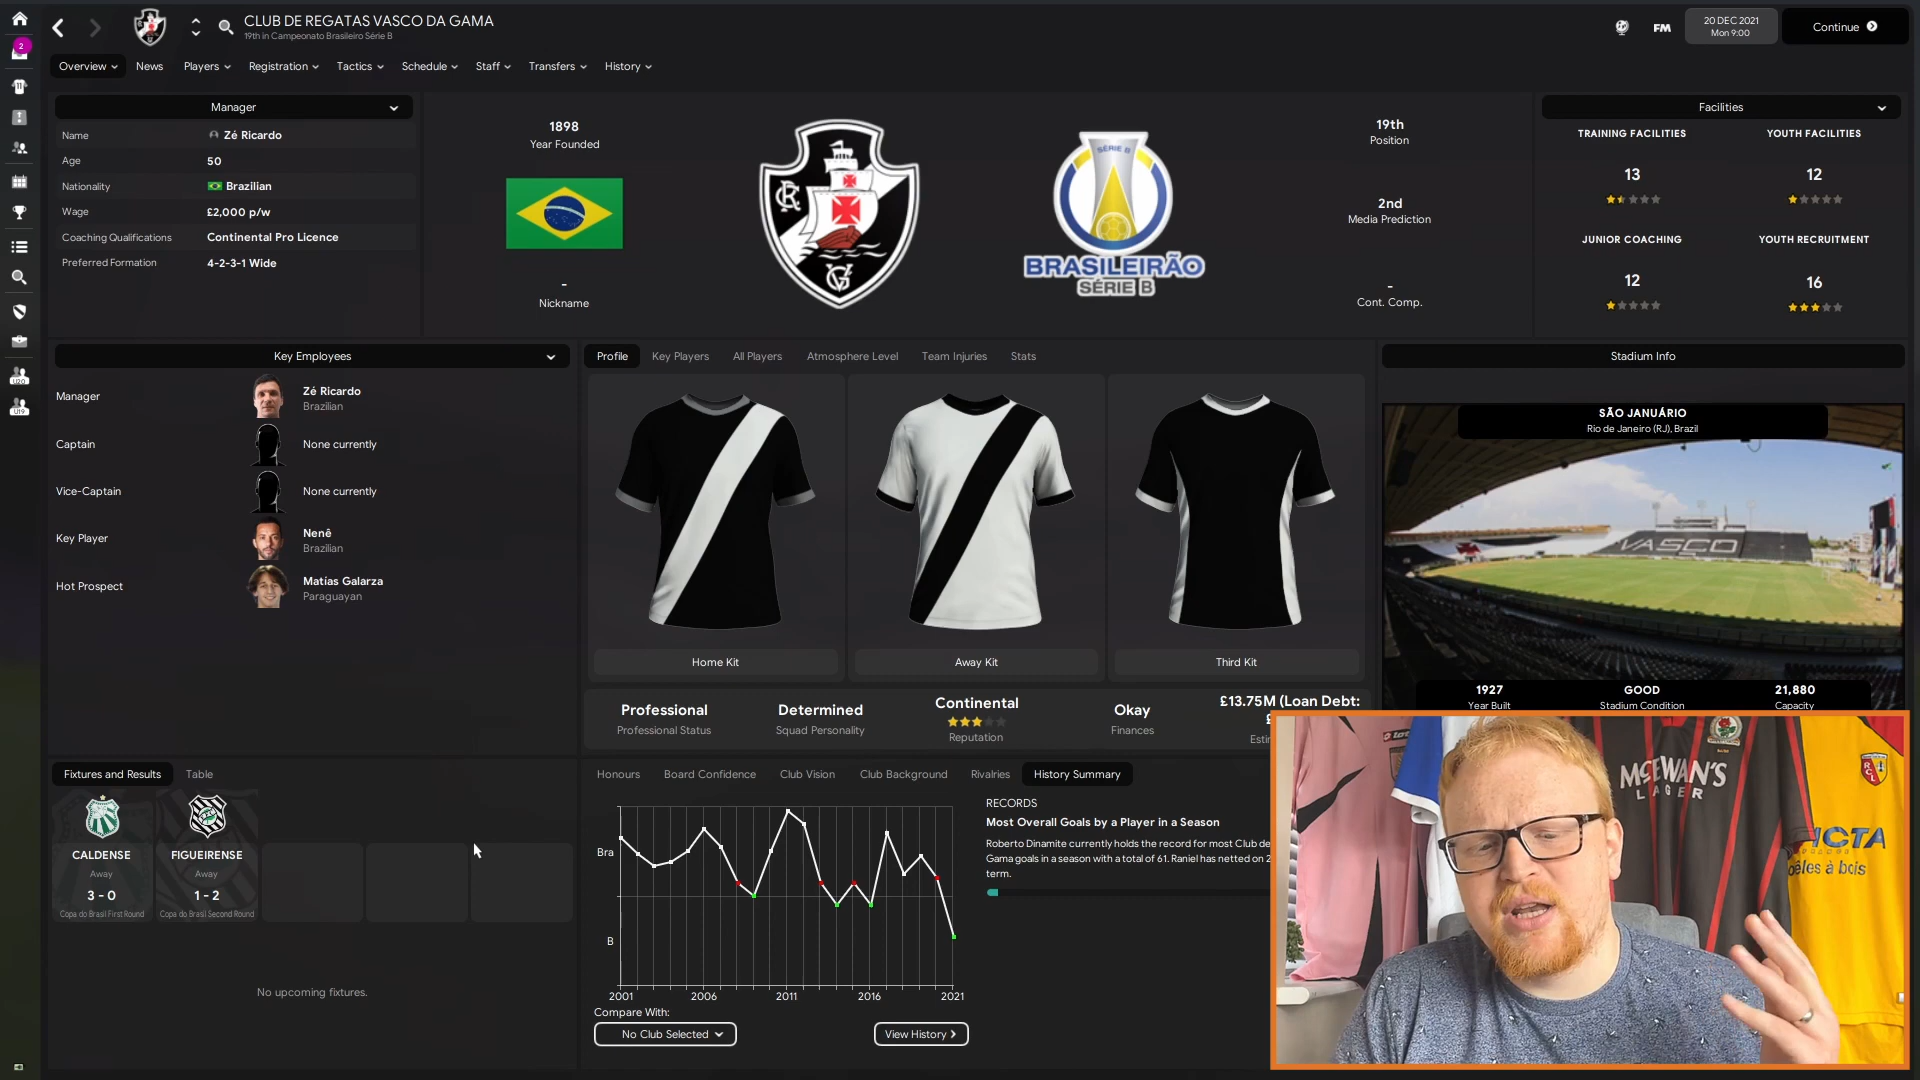 CLUB DE REGATAS VASCO DA GAMA
19th in Campeonato Brasileiro Série B
FM
20 DEC 2021
Mon 9:00
Continue
2
Overview
News
Players
Registration
Tactics
Schedule
Staff
Transfers
History
Manager
Name
Zé Ricardo
Age
50
Nationality
Brazilian
Wage
£2,000 p/w
Coaching Qualifications
Continental Pro Licence
Preferred Formation
4-2-3-1 Wide
1898
Year Founded
-
Nickname
SÉRIE B
BRASILEIRÃO
SÉRIE B
19th
Position
2nd
Media Prediction
-
Cont. Comp.
Facilities
TRAINING FACILITIES
13
YOUTH FACILITIES
12
JUNIOR COACHING
12
YOUTH RECRUITMENT
16
U20
U19
Key Employees
Manager
Zé Ricardo
Brazilian
Captain
None currently
Vice-Captain
None currently
Key Player
Nenê
Brazilian
Hot Prospect
Matías Galarza
Paraguayan
Profile
Key Players
All Players
Atmosphere Level
Team Injuries
Stats
Home Kit
Away Kit
Third Kit
Professional
Professional Status
Determined
Squad Personality
Continental
Reputation
Okay
Finances
£13.75M (Loan Debt:
£
Esti
Stadium Info
SÃO JANUÁRIO
Rio de Janeiro (RJ), Brazil
VASCO
1927
Year Built
GOOD
Stadium Condition
21,880
Capacity
Fixtures and Results
Table
CALDENSE
Away
3 - 0
Copa do Brasil First Round
FIGUEIRENSE
Away
1 - 2
Copa do Brasil Second Round
No upcoming fixtures.
Honours
Board Confidence
Club Vision
Club Background
Rivalries
History Summary
Bra
B
2001
2006
2011
2016
2021
Compare With:
No Club Selected
View History
RECORDS
Most Overall Goals by a Player in a Season
Roberto Dinamite currently holds the record for most Club de
Gama goals in a season with a total of 61. Raniel has netted on 2
term.
McEWAN'S
LAGER
RCL